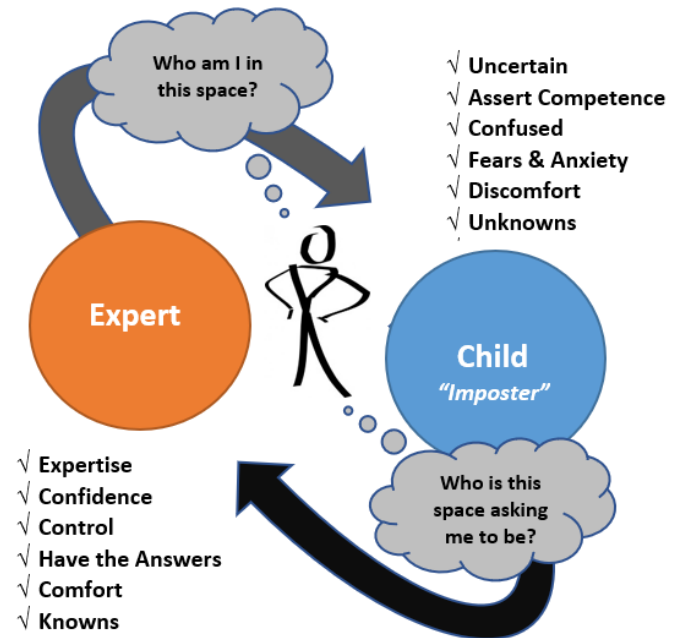 Who am I in
this space?
√ Uncertain
√ Assert Competence
√ Confused
√ Fears & Anxiety
√ Discomfort
√ Unknowns
Expert
Child
“Imposter”
√ Expertise
√ Confidence
√ Control
√ Have the Answers
√ Comfort
√ Knowns
Who is this
space asking
me to be?